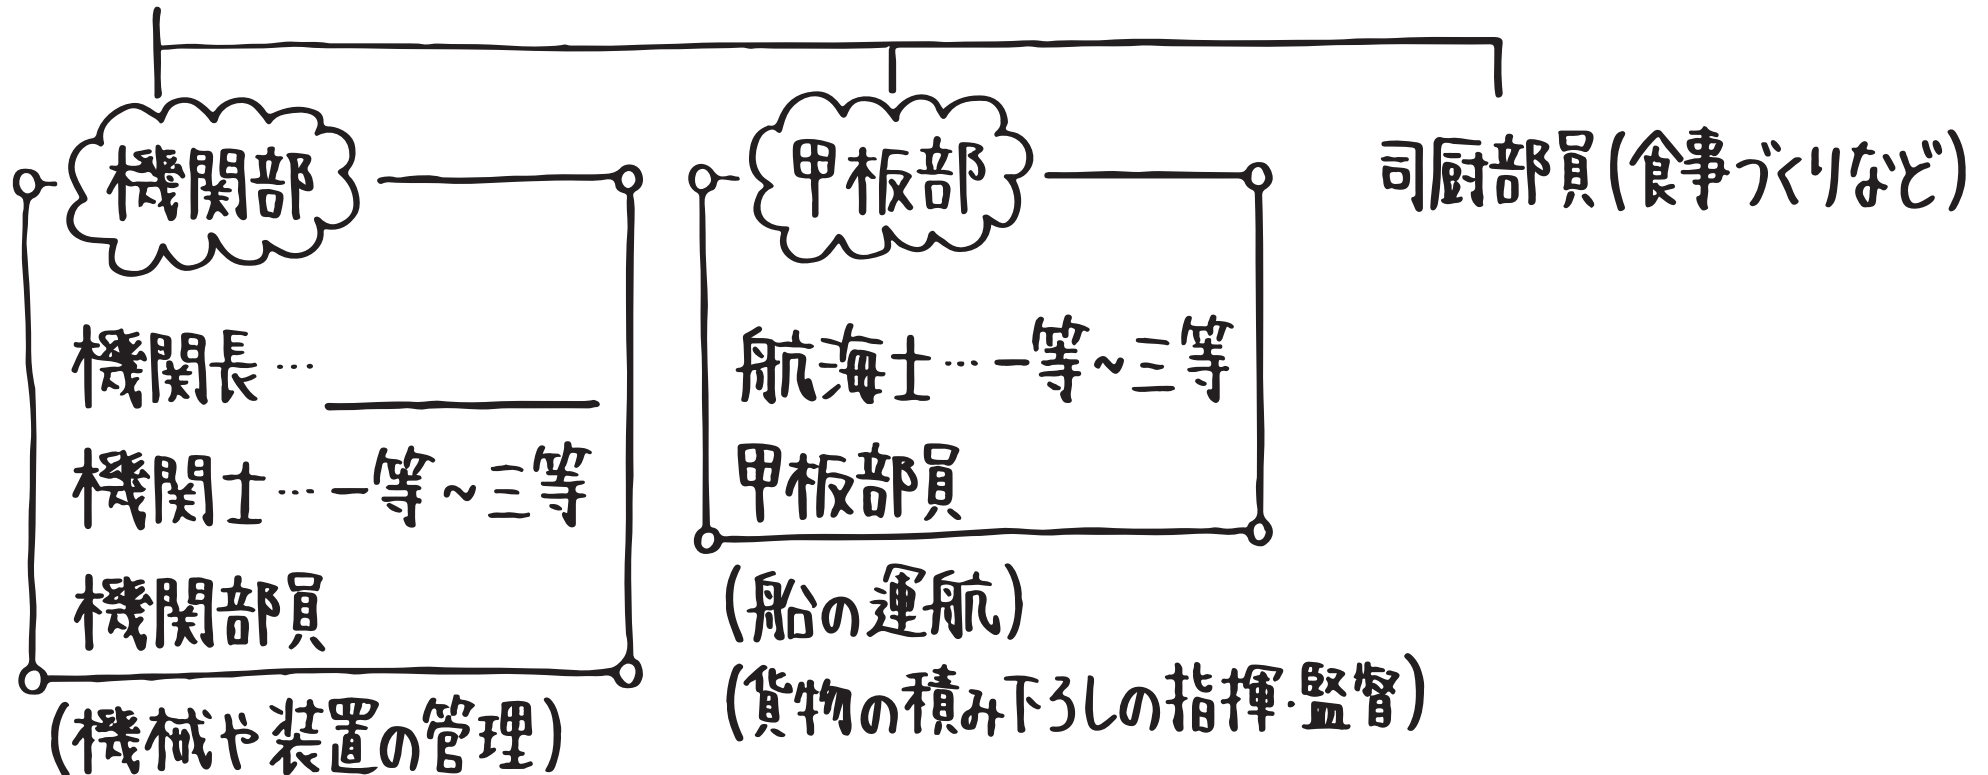 機関部
機関長…
機関士…一等~三等
機関部員
(機械や装置の管理)
甲板部
航海士…一等~三等
甲板部員
(船の運航)
(貨物の積み下ろしの指揮・監督)
司厨部員(食事づくりなど)